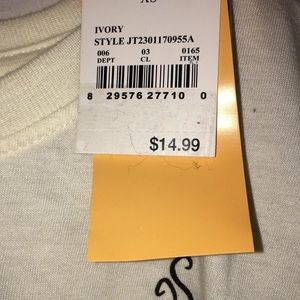 XS
IVORY
STYLE JT2301170955A
006 03 0165
DEPT CL ITEM
8 29576 27710 0
$14.99